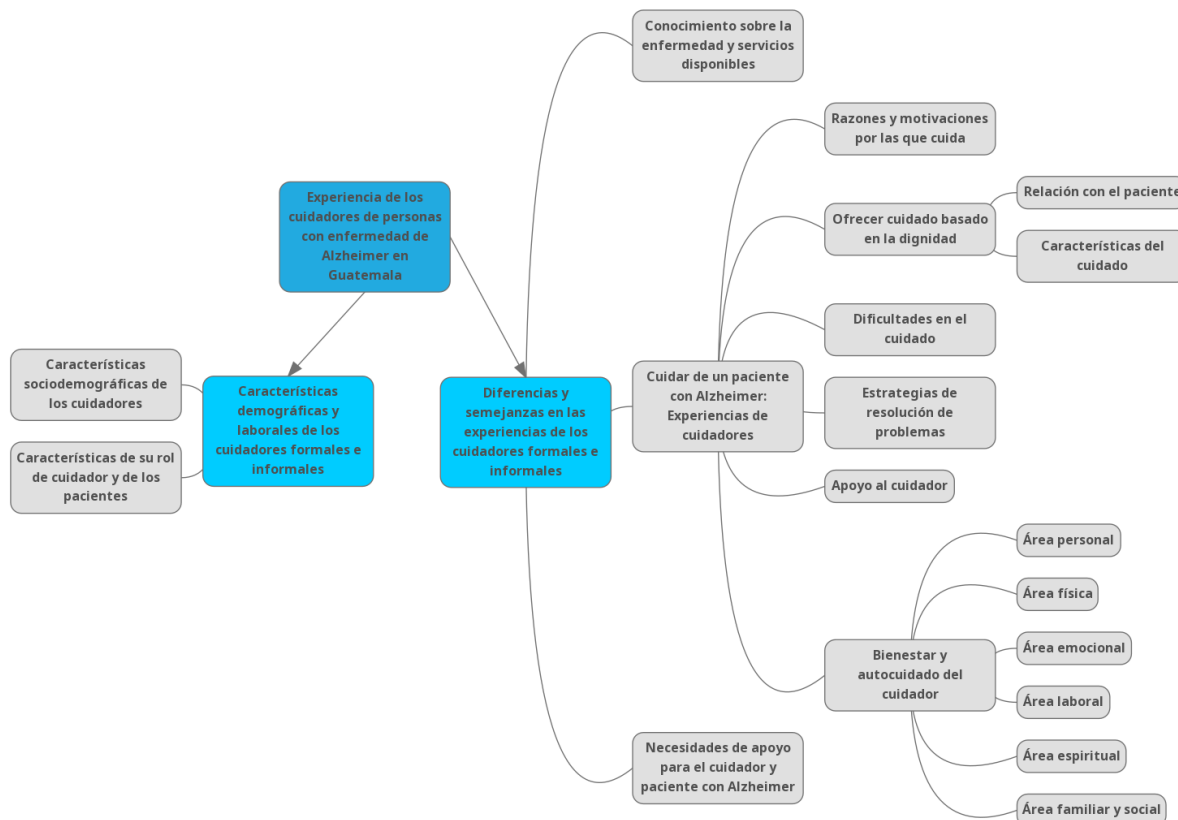 Conocimiento sobre la
enfermedad y servicios
disponibles
Razones y motivaciones
por las que cuida
Experiencia de los
cuidadores de personas
con enfermedad de
Alzheimer en
Guatemala
Relación con el paciente
Ofrecer cuidado basado
en la dignidad
Características del
cuidado
Dificultades en el
cuidado
Características
sociodemográficas de
los cuidadores
Características
demográficas y
laborales de los
cuidadores formales e
informales
Diferencias y
semejanzas en las
experiencias de los
cuidadores formales e
informales
Cuidar de un paciente
con Alzheimer:
Experiencias de
cuidadores
Estrategias de
resolución de
problemas
Características de su rol
de cuidador y de los
pacientes
Apoyo al cuidador
Área personal
Área física
Área emocional
Bienestar y
autocuidado del
cuidador
Área laboral
Área espiritual
Necesidades de apoyo
para el cuidador y
paciente con Alzheimer
Área familiar y social